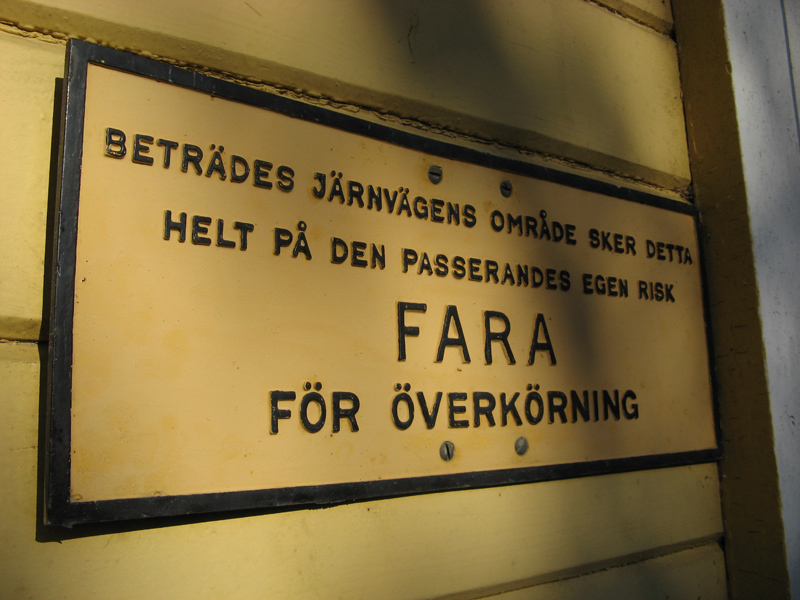 BETRÄDES JÄRNVÄGENS OMRÅDE SKER DETTA
HELT PÅ DEN PASSERANDES EGEN RISK
FARA
FÖR ÖVERKÖRNING